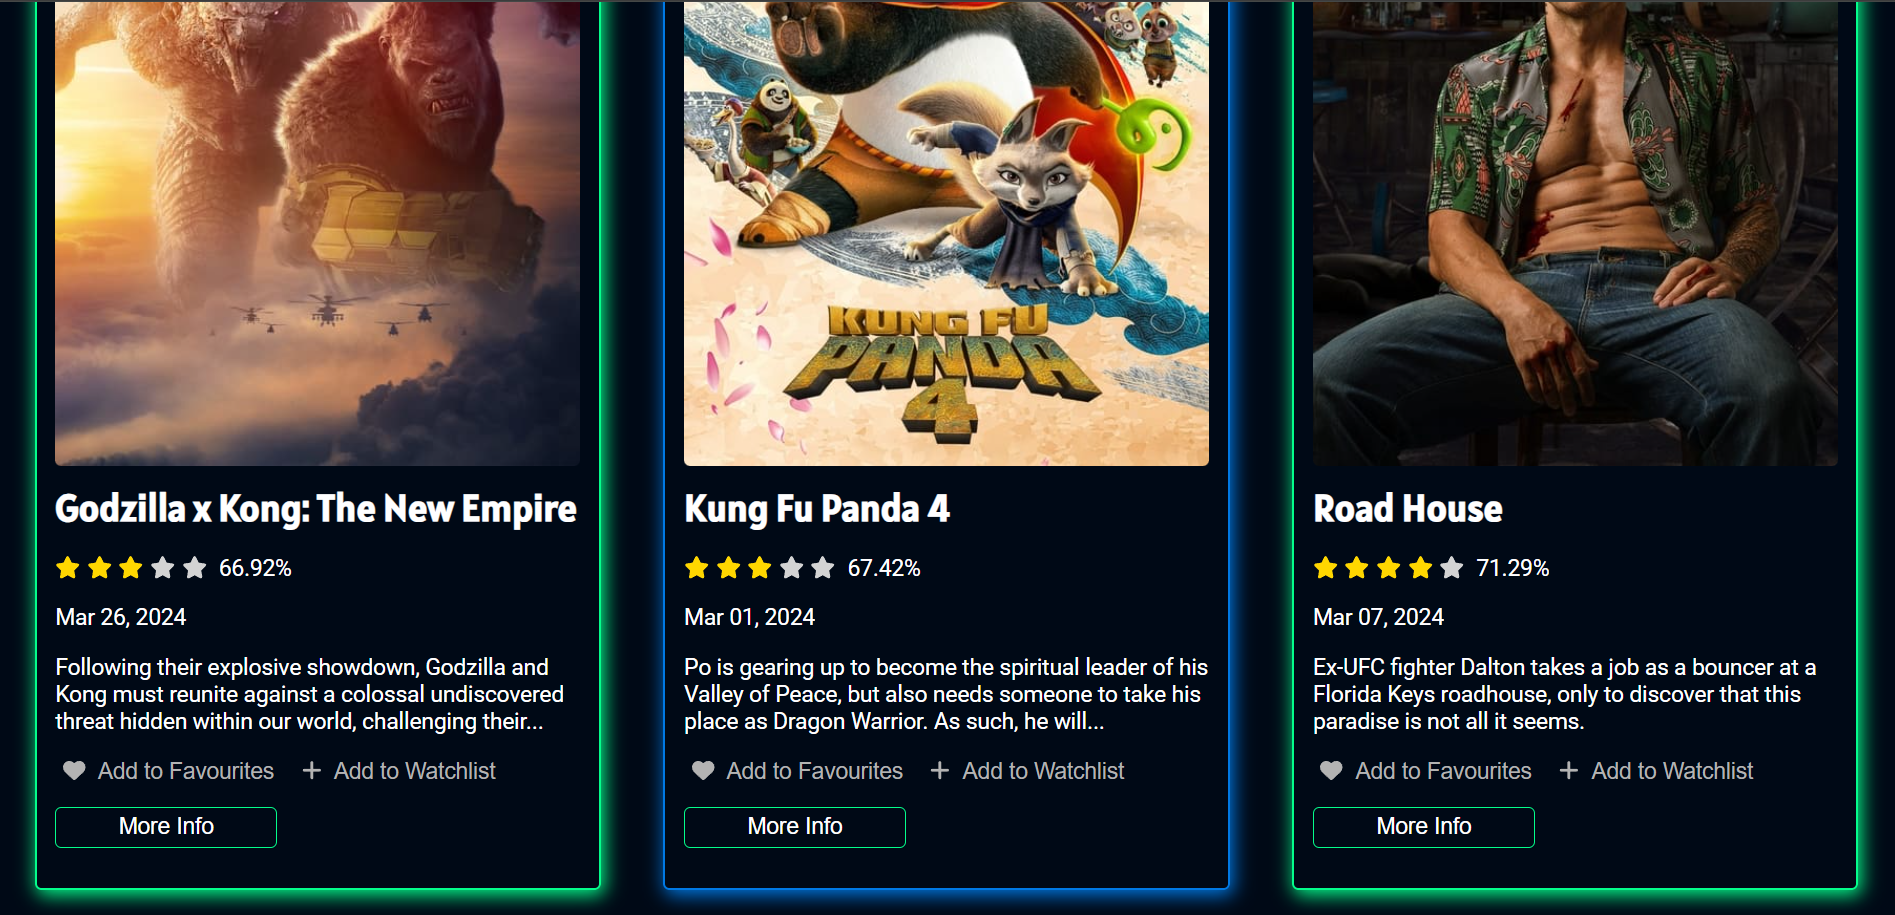 KUNG FU
PANDA
4
Godzilla x Kong: The New Empire
66.92%
Mar 26, 2024
Following their explosive showdown, Godzilla and
Kong must reunite against a colossal undiscovered
threat hidden within our world, challenging their...
Add to Favourites
Add to Watchlist
More Info
Kung Fu Panda 4
67.42%
Mar 01, 2024
Po is gearing up to become the spiritual leader of his
Valley of Peace, but also needs someone to take his
place as Dragon Warrior. As such, he will...
Add to Favourites
Add to Watchlist
More Info
Road House
71.29%
Mar 07, 2024
Ex-UFC fighter Dalton takes a job as a bouncer at a
Florida Keys roadhouse, only to discover that this
paradise is not all it seems.
Add to Favourites
Add to Watchlist
More Info